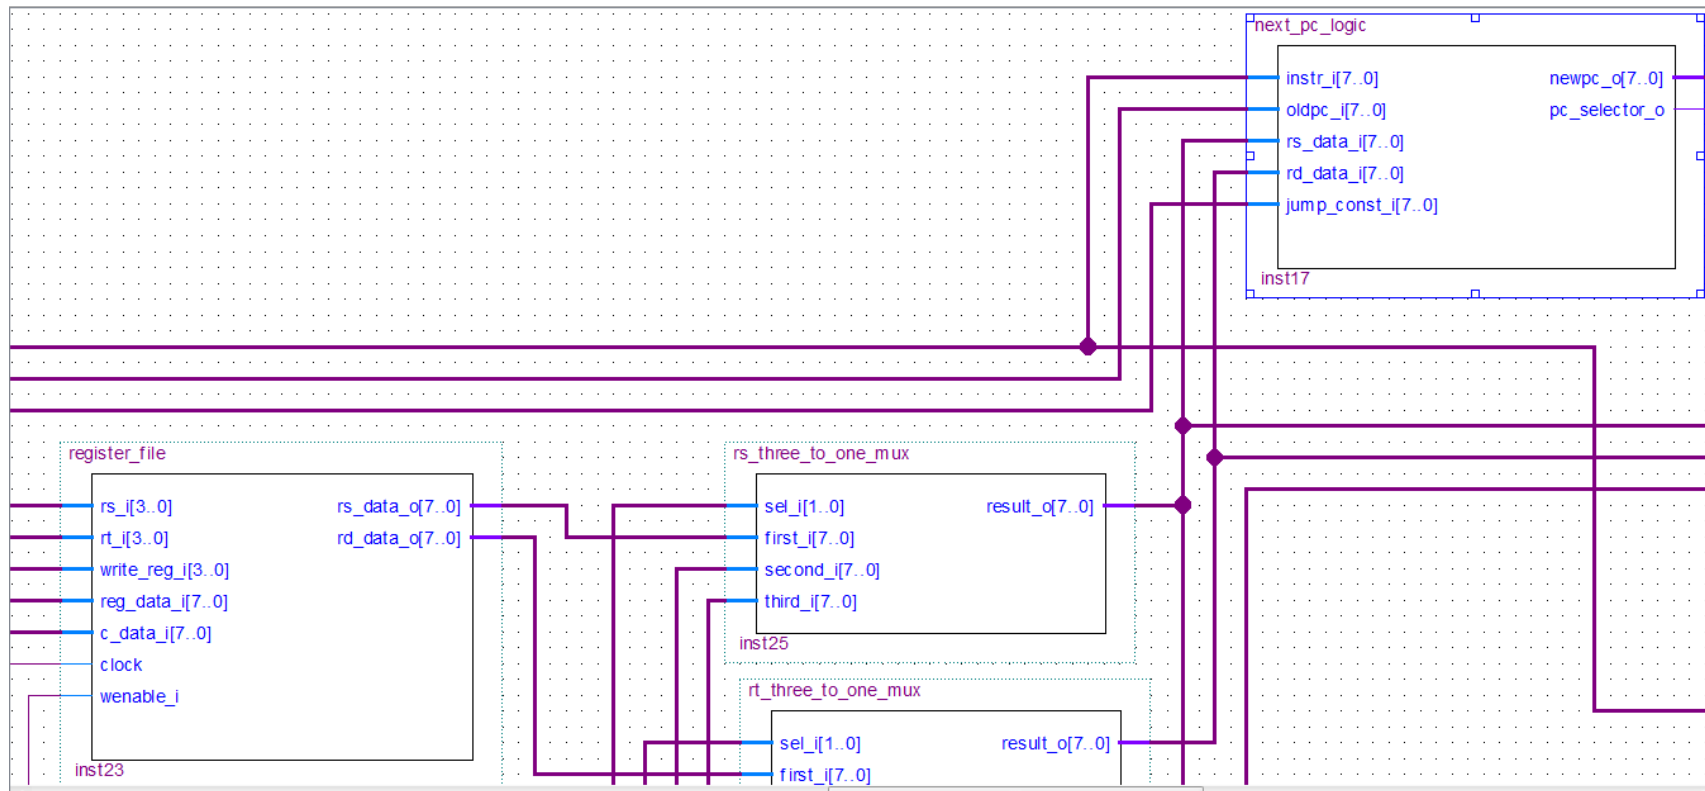 next_pc_logic
instr_i[7..0]
newpc_o[7..0]
oldpc_i[7..0]
pc_selector_o
rs_data_i[7..0]
rd_data_i[7..0]
jump_const_i[7..0]
inst17
register_file
rs_i[3..0]
rs_data_o[7..0]
rt_i[3..0]
rd_data_o[7..0]
write_reg_i[3..0]
reg_data_i[7..0]
c_data_i[7..0]
clock
wenable_i
inst23
rs_three_to_one_mux
sel_i[1..0]
result_o[7..0]
first_i[7..0]
second_i[7..0]
third_i[7..0]
inst25
rt_three_to_one_mux
sel_i[1..0]
result_o[7..0]
first_i[7..0]